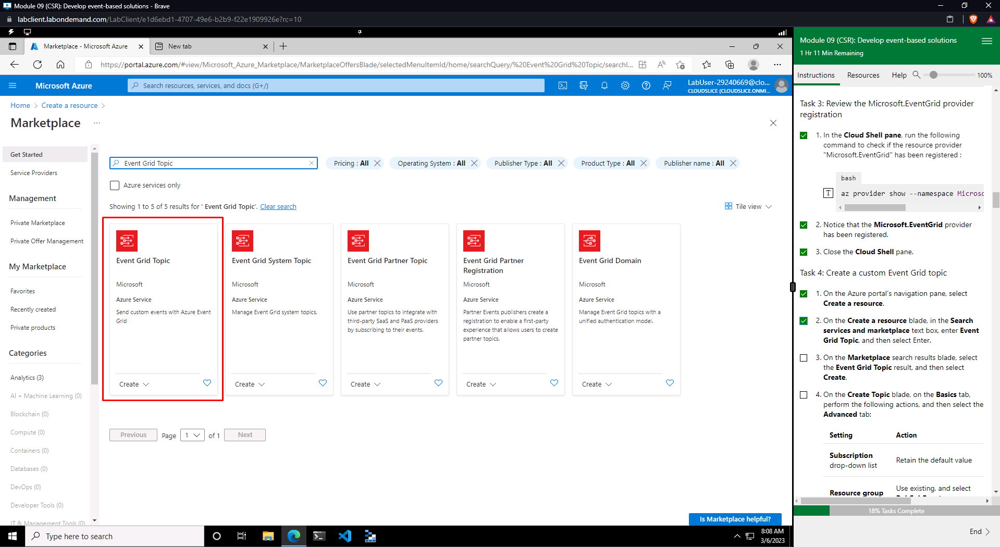 Module 09 (CSR): Develop event-based solutions - Brave
labclient.labondemand.com/LabClient/e1d6ebd1-4707-49e6-b2b9-f22e1909926e?rc=10
Marketplace - Microsoft Azure
New tab
https://portal.azure.com/#view/Microsoft_Azure_Marketplace/MarketplaceOffersBlade/selectedMenuItemId/home/searchQuery/%20Event%20Grid%20Topic/searchI...
Microsoft Azure
Search resources, services, and docs (G+/)
LabUser-29240669@clo...
CLOUDSLICE (CLOUDSLICE.ONMI...
Home > Create a resource >
Marketplace ...
Get Started
Service Providers
Management
Private Marketplace
Private Offer Management
My Marketplace
Favorites
Recently created
Private products
Categories
Analytics (3)
AI + Machine Learning (0)
Blockchain (0)
Compute (0)
Containers (0)
Databases (0)
DevOps (0)
Developer Tools (0)
IT & Management Tools (0)
Event Grid Topic
Pricing : All
Operating System : All
Publisher Type : All
Product Type : All
Publisher name : All
Azure services only
Showing 1 to 5 of 5 results for ' Event Grid Topic'. Clear search
Tile view
Event Grid Topic
Microsoft
Azure Service
Send custom events with Azure Event
Grid
Create
Event Grid System Topic
Microsoft
Azure Service
Manage Event Grid system topics.
Create
Event Grid Partner Topic
Microsoft
Azure Service
Use partner topics to integrate with
third-party SaaS and PaaS providers
by subscribing to their events.
Create
Event Grid Partner
Registration
Microsoft
Azure Service
Partner Events publishers create a
registration to enable a first-party
experience that allows users to create
partner topics.
Create
Event Grid Domain
Microsoft
Azure Service
Manage Event Grid topics with a
unified authentication model.
Create
Previous Page 1 of 1 Next
Is Marketplace helpful?
Type here to search
8:08 AM
3/6/2023
Module 09 (CSR): Develop event-based solutions
1 Hr 11 Min Remaining
Instructions Resources Help 100%
Task 3: Review the Microsoft.EventGrid provider
registration
1. In the Cloud Shell pane, run the following
command to check if the resource provider
"Microsoft.EventGrid" has been registered :
bash
T az provider show --namespace Microsc
2. Notice that the Microsoft.EventGrid provider
has been registered.
3. Close the Cloud Shell pane.
Task 4: Create a custom Event Grid topic
1. On the Azure portal's navigation pane, select
Create a resource.
2. On the Create a resource blade, in the Search
services and marketplace text box, enter Event
Grid Topic, and then select Enter.
3. On the Marketplace search results blade, select
the Event Grid Topic result, and then select
Create.
4. On the Create Topic blade, on the Basics tab,
perform the following actions, and then select the
Advanced tab:
Setting Action
Subscription
drop-down list
Retain the default value
Resource group
Use existing, and select
18% Tasks Complete
End